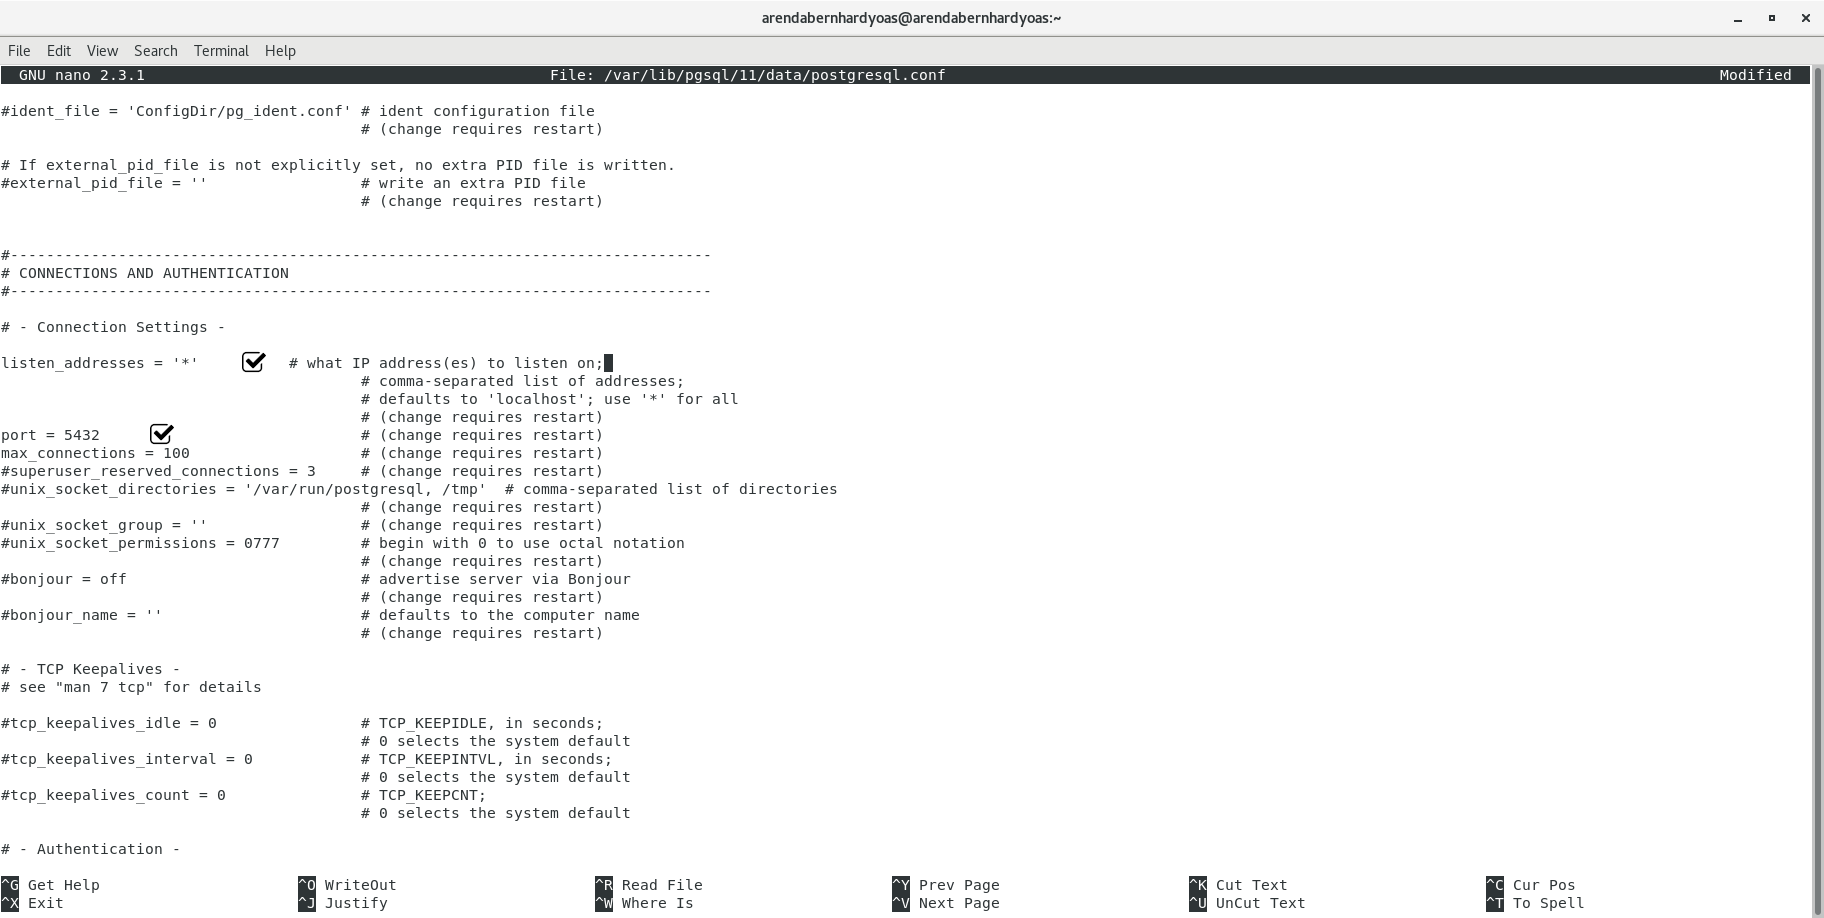 arendabernhardyoas@arendabernhardyoas:~
File Edit View Search Terminal Help
GNU nano 2.3.1 File: /var/lib/pgsql/11/data/postgresql.conf Modified
#ident_file = 'ConfigDir/pg_ident.conf' # ident configuration file
# (change requires restart)
# If external_pid_file is not explicitly set, no extra PID file is written.
#external_pid_file = '' # write an extra PID file
# (change requires restart)
#------------------------------------------------------------------------------
# CONNECTIONS AND AUTHENTICATION
#------------------------------------------------------------------------------
# - Connection Settings -
listen_addresses = '*' # what IP address(es) to listen on;
# comma-separated list of addresses;
# defaults to 'localhost'; use '*' for all
# (change requires restart)
port = 5432 # (change requires restart)
max_connections = 100 # (change requires restart)
#superuser_reserved_connections = 3 # (change requires restart)
#unix_socket_directories = '/var/run/postgresql, /tmp' # comma-separated list of directories
# (change requires restart)
#unix_socket_group = '' # (change requires restart)
#unix_socket_permissions = 0777 # begin with 0 to use octal notation
# (change requires restart)
#bonjour = off # advertise server via Bonjour
# (change requires restart)
#bonjour_name = '' # defaults to the computer name
# (change requires restart)
# - TCP Keepalives -
# see "man 7 tcp" for details
#tcp_keepalives_idle = 0 # TCP_KEEPIDLE, in seconds;
# 0 selects the system default
#tcp_keepalives_interval = 0 # TCP_KEEPINTVL, in seconds;
# 0 selects the system default
#tcp_keepalives_count = 0 # TCP_KEEPCNT;
# 0 selects the system default
# - Authentication -
^G Get Help ^O WriteOut ^R Read File ^Y Prev Page ^K Cut Text ^C Cur Pos
^X Exit ^J Justify ^W Where Is ^V Next Page ^U UnCut Text ^T To Spell